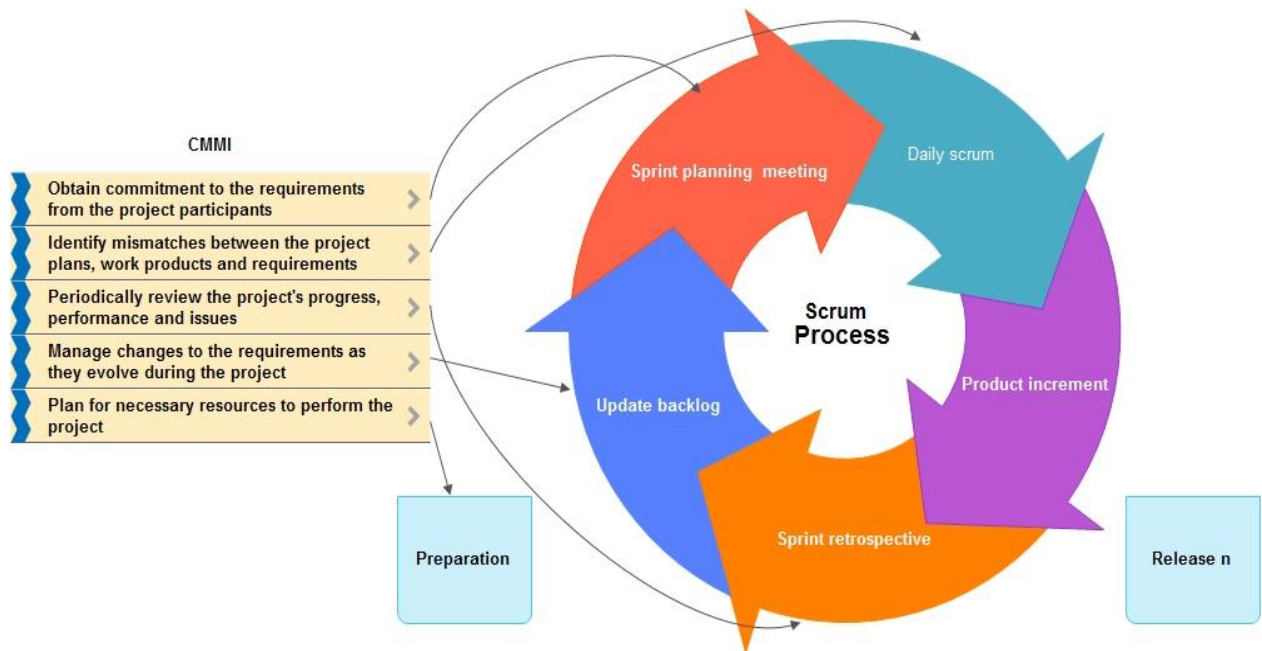 CMMI
Obtain commitment to the requirements
from the project participants
Identify mismatches between the project
plans, work products and requirements
Periodically review the project's progress,
performance and issues
Manage changes to the requirements as
they evolve during the project
Plan for necessary resources to perform the
project
Preparation
Sprint planning meeting
Daily scrum
Scrum
Process
Product increment
Update backlog
Sprint retrospective
Release n